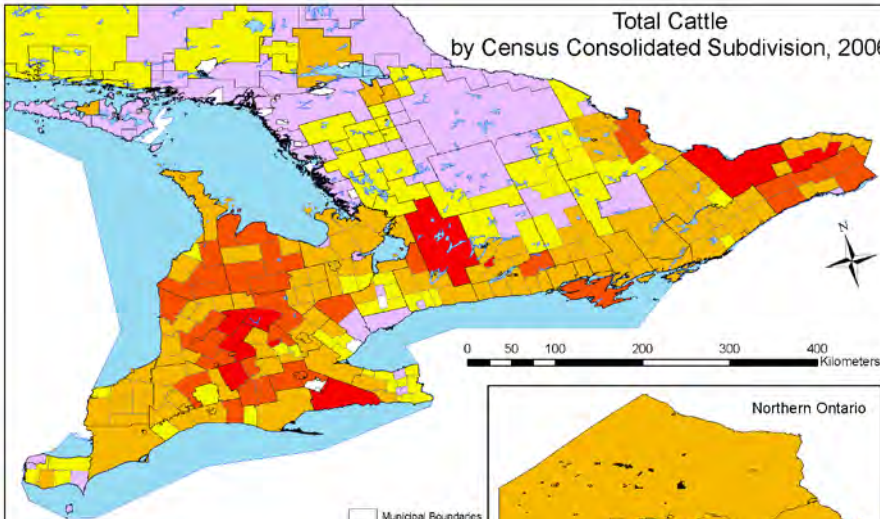 Total Cattle
by Census Consolidated Subdivision, 2006
N
0 50 100 200 300 400
Kilometers
Northern Ontario
Municipal Boundaries